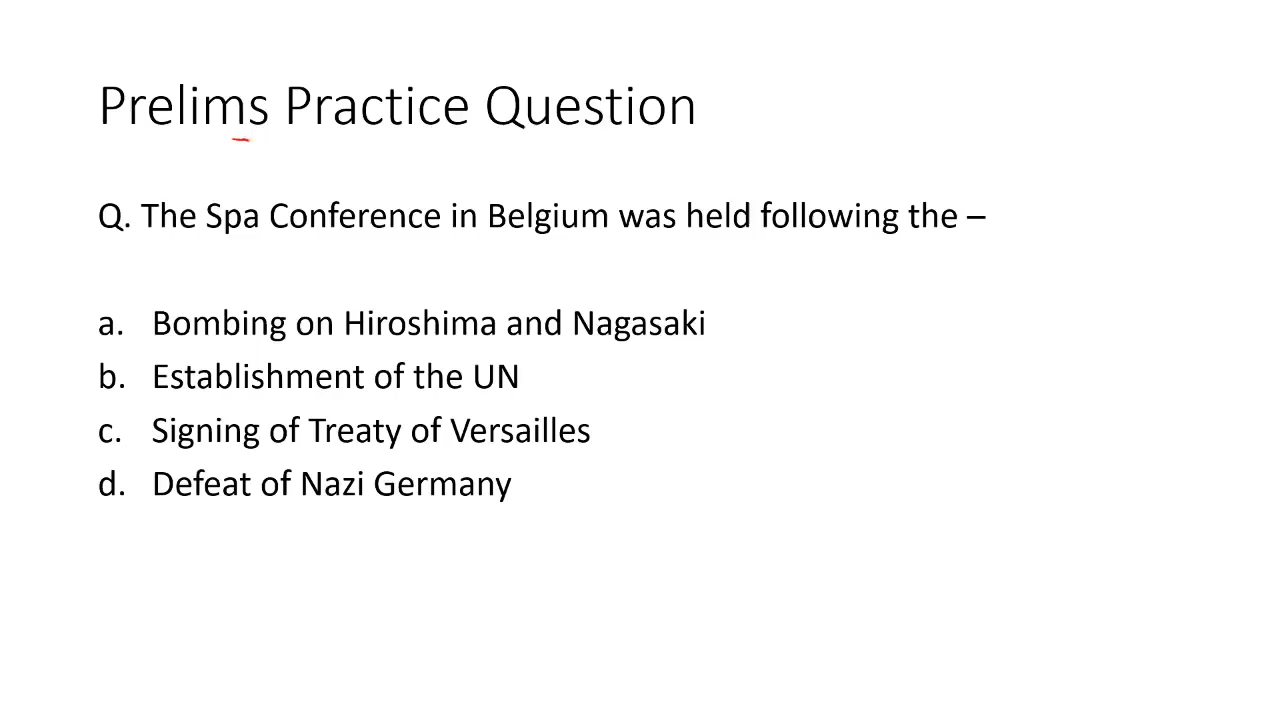 Prelims Practice Question
Q. The Spa Conference in Belgium was held following the –
a. Bombing on Hiroshima and Nagasaki
b. Establishment of the UN
c. Signing of Treaty of Versailles
d. Defeat of Nazi Germany